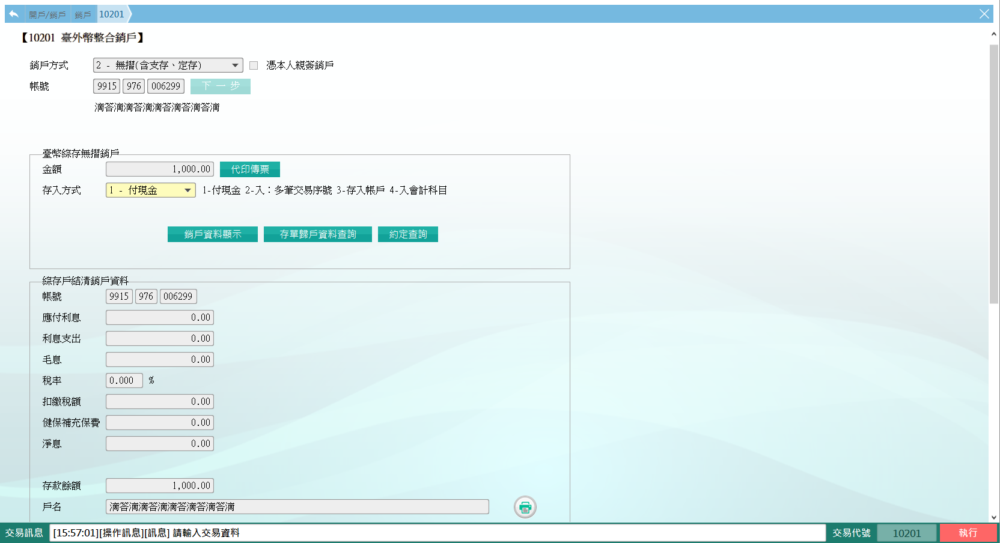 開戶/銷戶 銷戶 10201
【10201 臺外幣整合銷戶】
銷戶方式 2 - 無摺(含支存、定存) 憑本人親簽銷戶
帳號 9915 976 006299 下一步
滴答滴滴答滴滴答滴答滴答滴
臺幣綜存無摺銷戶
金額 1,000.00 代印傳票
存入方式 1 - 付現金 1-付現金 2-入：多筆交易序號 3-存入帳戶 4-入會計科目
銷戶資料顯示 存單歸戶資料查詢 約定查詢
綜存戶結清銷戶資料
帳號 9915 976 006299
應付利息 0.00
利息支出 0.00
毛息 0.00
稅率 0.000 %
扣繳稅額 0.00
健保補充保費 0.00
淨息 0.00
存款餘額 1,000.00
戶名 滴答滴滴答滴滴答滴答滴答滴
交易訊息 [15:57:01][操作訊息][訊息] 請輸入交易資料 交易代號 10201 執行